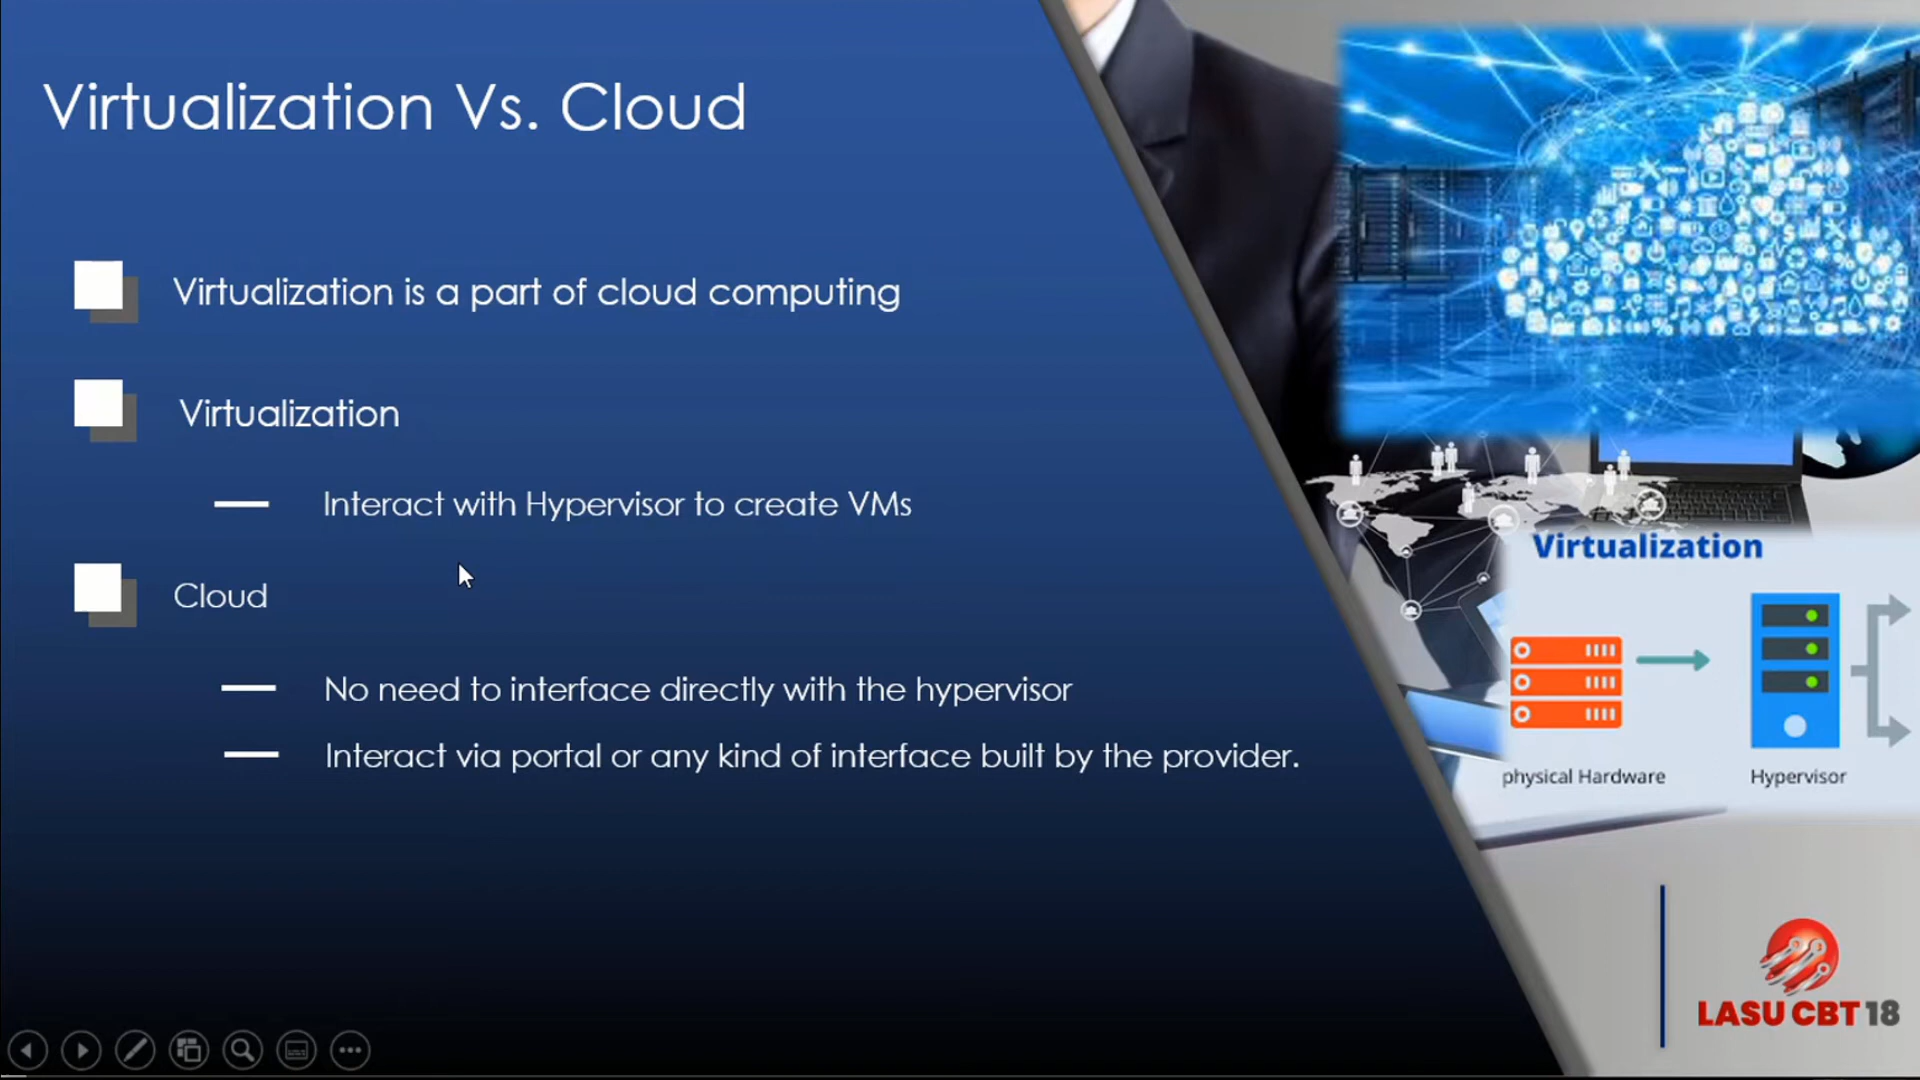 Virtualization Vs. Cloud
Virtualization is a part of cloud computing
Virtualization
Interact with Hypervisor to create VMs
Cloud
No need to interface directly with the hypervisor
Interact via portal or any kind of interface built by the provider.
Virtualization
physical Hardware
Hypervisor
LASU CBT 18